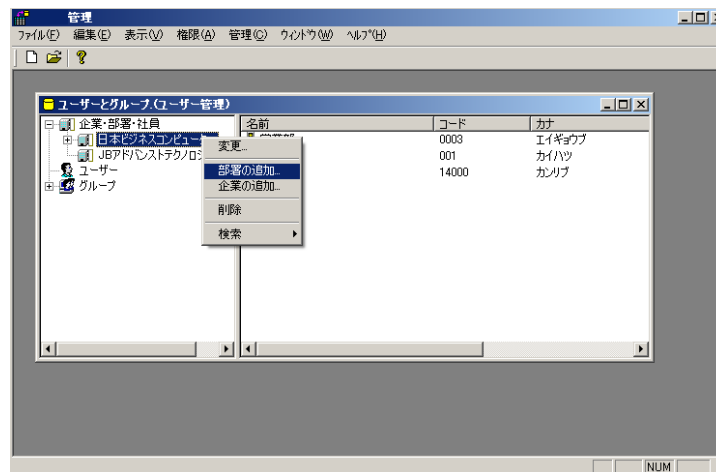 管理
ファイル(F) 編集(E) 表示(V) 権限(A) 管理(C) ウィンドウ(W) ヘルプ(H)
ユーザーとグループ.(ユーザー管理)
企業・部署・社員
日本ビジネスコンピュー
JBアドバンストテクノロジ
ユーザー
グループ
名前 コード カナ
営業部 0003 エイギョウブ
001 カイハツ
14000 カンリブ
変更...
部署の追加...
企業の追加...
削除
検索
NUM